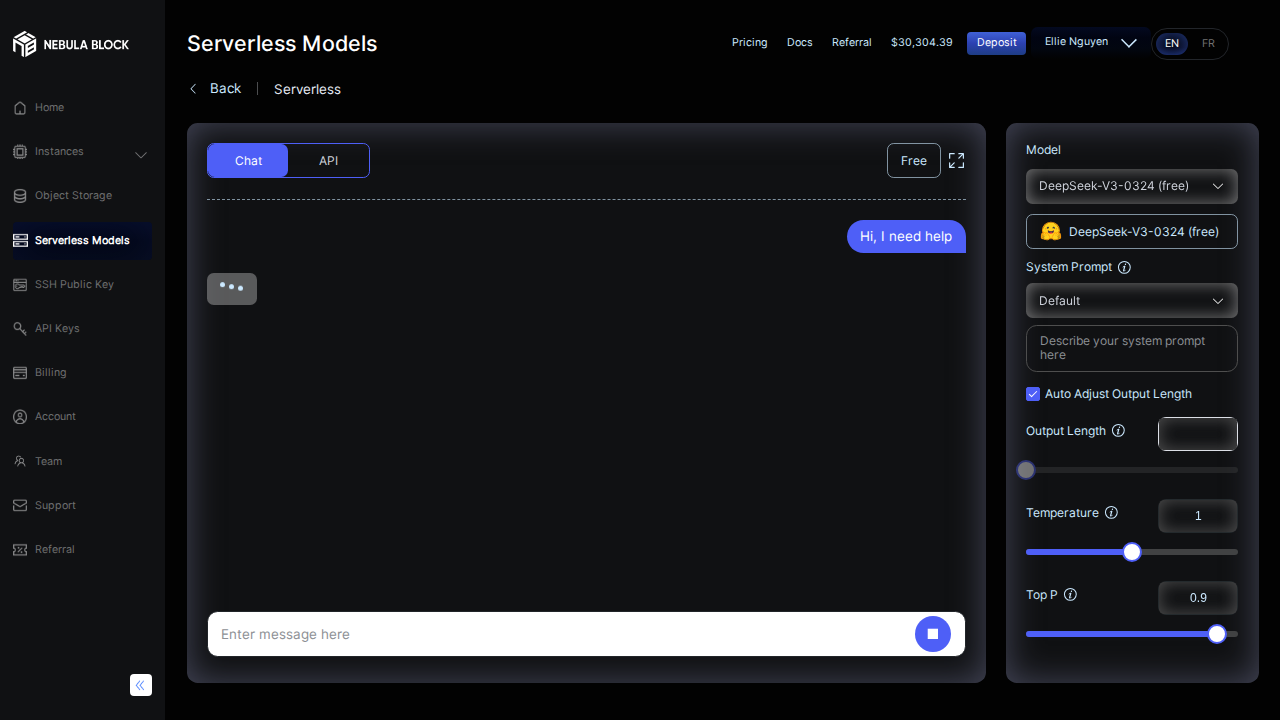 NEBULA BLOCK
Home
Instances
Object Storage
Serverless Models
SSH Public Key
API Keys
Billing
Account
Team
Support
Referral
Serverless Models
Pricing
Docs
Referral
$30,304.39
Deposit
Ellie Nguyen
EN
FR
Back
Serverless
Chat
API
Free
Hi, I need help
Enter message here
Model
DeepSeek-V3-0324 (free)
DeepSeek-V3-0324 (free)
System Prompt
Default
Describe your system prompt
here
Auto Adjust Output Length
Output Length
Temperature
1
Top P
0.9